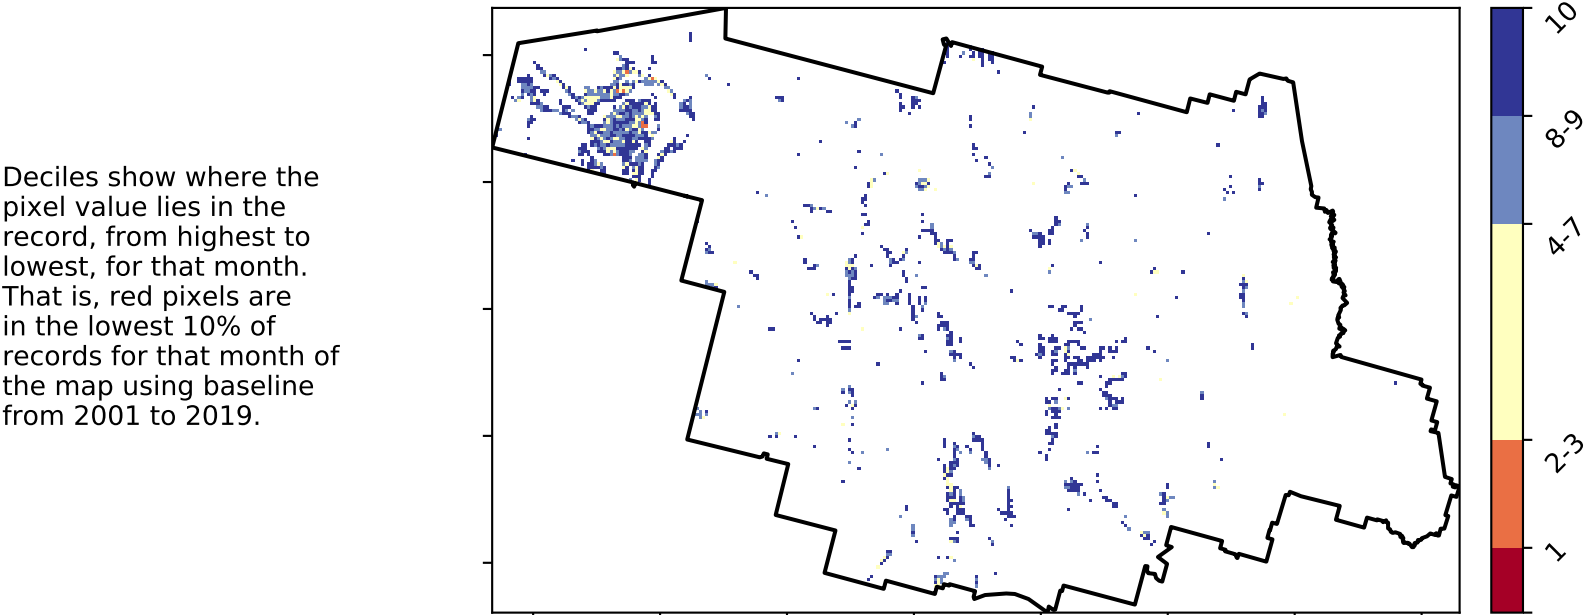 Deciles show where the
pixel value lies in the
record, from highest to
lowest, for that month.
That is, red pixels are
in the lowest 10% of
records for that month of
the map using baseline
from 2001 to 2019.
10
8-9
4-7
2-3
1